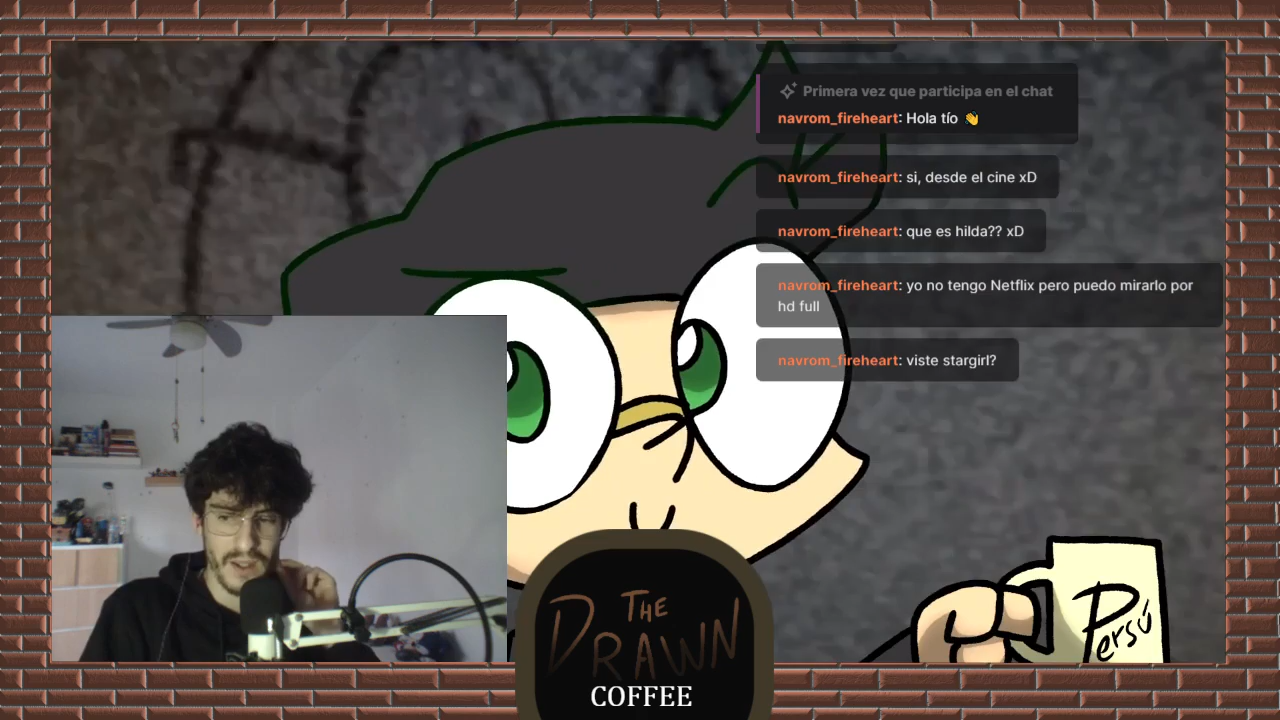 Primera vez que participa en el chat
navrom_fireheart: Hola tío 👋
navrom_fireheart: si, desde el cine xD
navrom_fireheart: que es hilda?? xD
navrom_fireheart: yo no tengo Netflix pero puedo mirarlo por
hd full
navrom_fireheart: viste stargirl?
Persú
THE
DRAWN
COFFEE